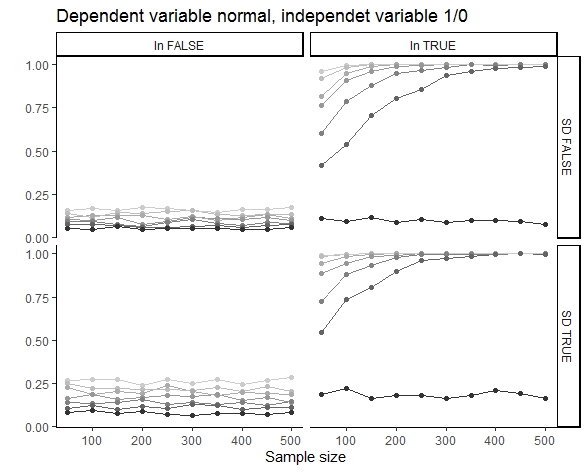 Dependent variable normal, independet variable 1/0
In FALSE
In TRUE
1.00
0.75
0.50
0.25
0.00
SD FALSE
1.00
0.75
0.50
0.25
0.00
SD TRUE
100 200 300 400 500
100 200 300 400 500
Sample size